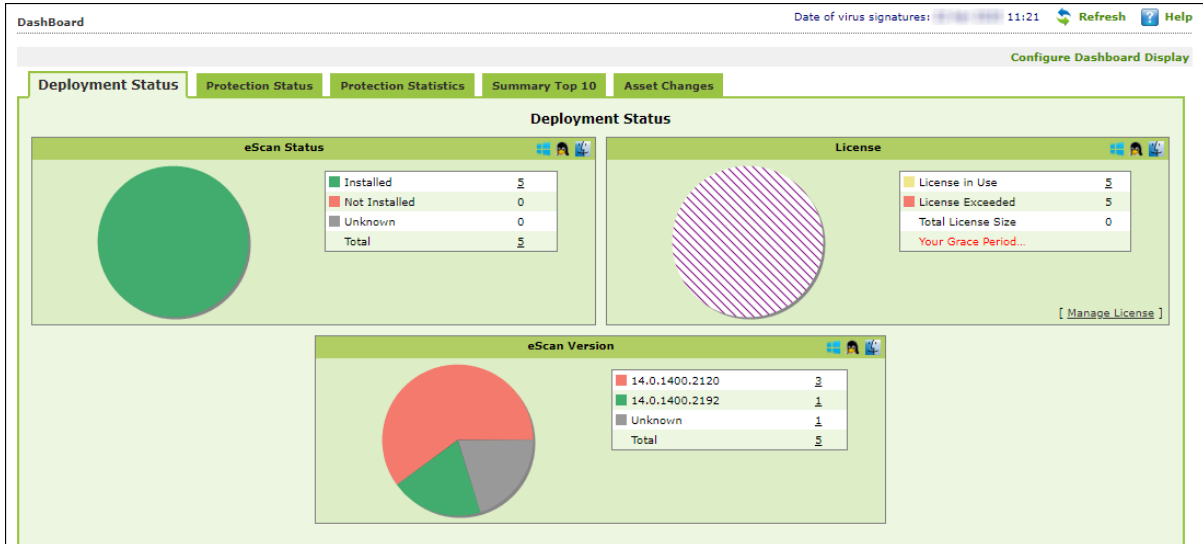 DashBoard
Date of virus signatures: 11:21 Refresh Help
Configure Dashboard Display
Deployment Status Protection Status Protection Statistics Summary Top 10 Asset Changes
Deployment Status
eScan Status
Installed 5
Not Installed 0
Unknown 0
Total 5
License
License in Use 5
License Exceeded 5
Total License Size 0
Your Grace Period...
[ Manage License ]
eScan Version
14.0.1400.2120 3
14.0.1400.2192 1
Unknown 1
Total 5